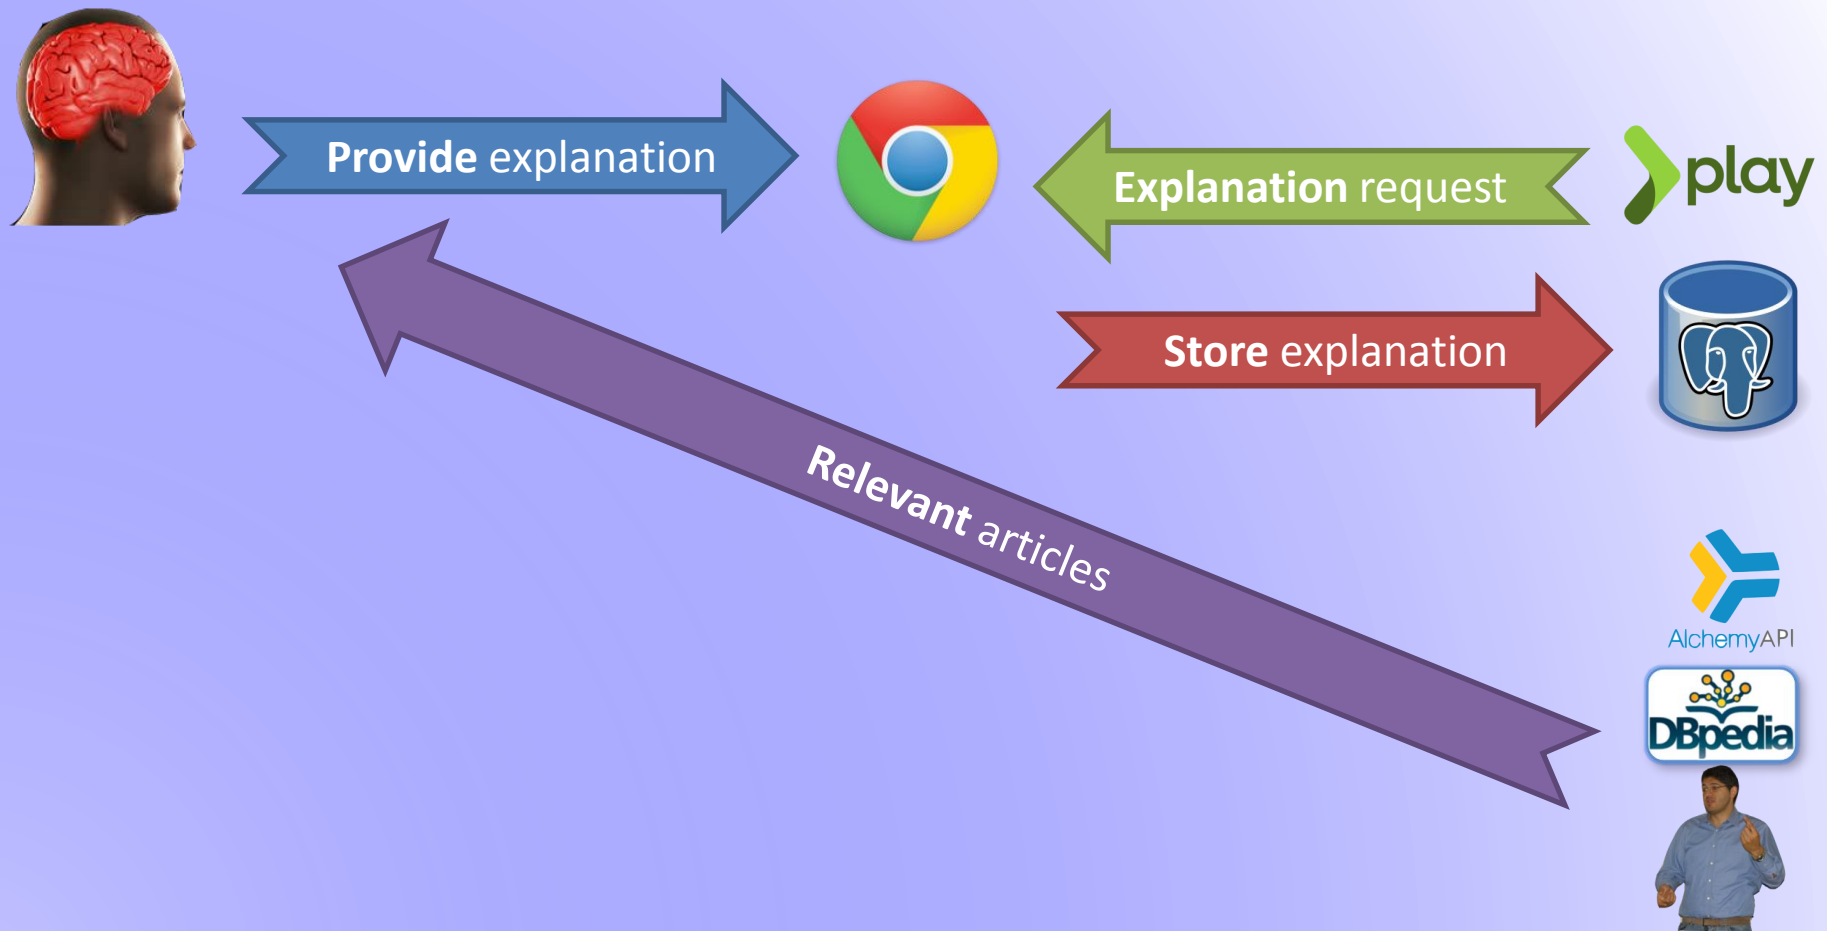 Provide explanation
Explanation request
play
Store explanation
Relevant articles
AlchemyAPI
DBpedia